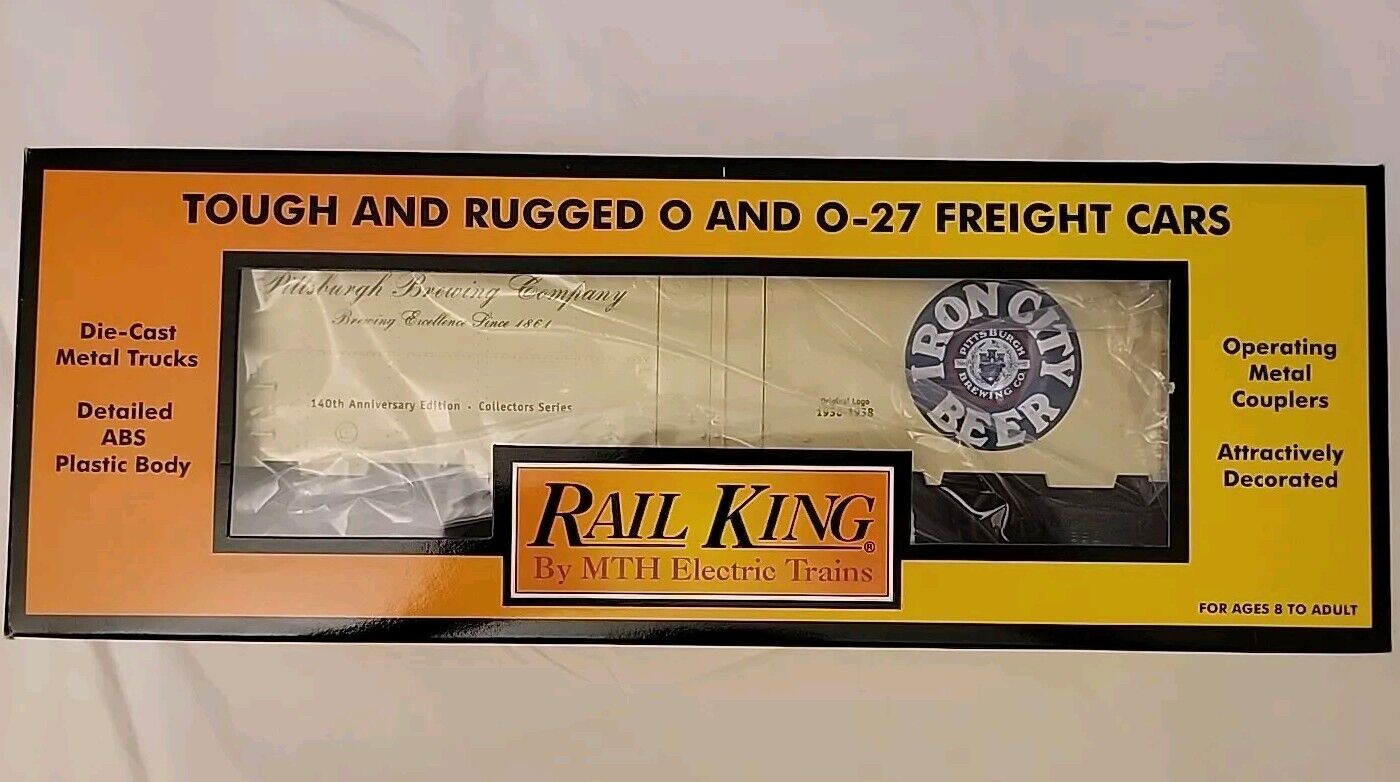 TOUGH AND RUGGED O AND O-27 FREIGHT CARS
Die-Cast
Metal Trucks
Detailed
ABS
Plastic Body
Pittsburgh Brewing Company
Brewing Excellence Since 1861
140th Anniversary Edition • Collectors Series
©
Original Logo
1938
IRON CITY
BEER
PITTSBURGH
BREWING CO.
Operating
Metal
Couplers
Attractively
Decorated
RAIL KING®
By MTH Electric Trains
FOR AGES 8 TO ADULT